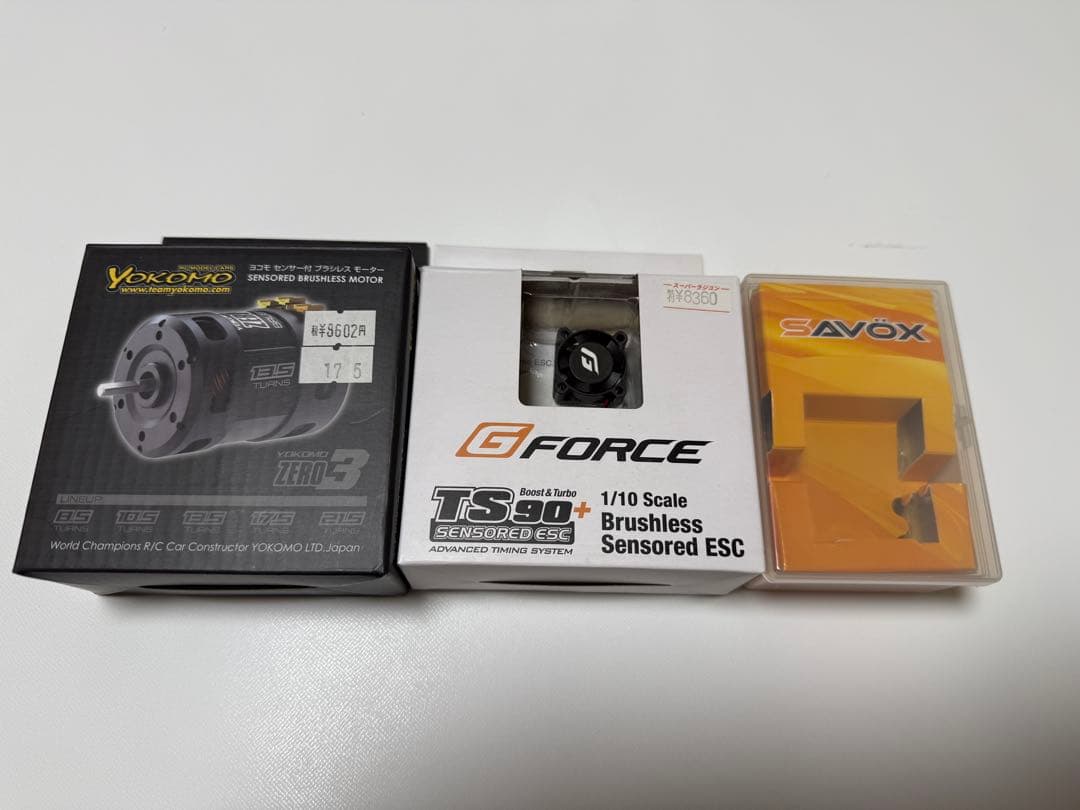 RC MODEL CARS
YOKOMO
www.teamyokomo.com
ヨコモ センサー付 ブラシレス モーター
SENSORED BRUSHLESS MOTOR
税¥8602円
17 5
13.5
TURNS
YOKOMO
ZERO3
LINEUP
8.5 10.5 13.5 17.5 21.5
TURNS TURNS TURNS TURNS TURNS
World Champions R/C Car Constructor YOKOMO LTD.Japan
スーパーラジコン
¥8360
ESC
G
G FORCE
TS90+
Boost & Turbo
SENSORED ESC
ADVANCED TIMING SYSTEM
1/10 Scale
Brushless
Sensored ESC
SAVÖX